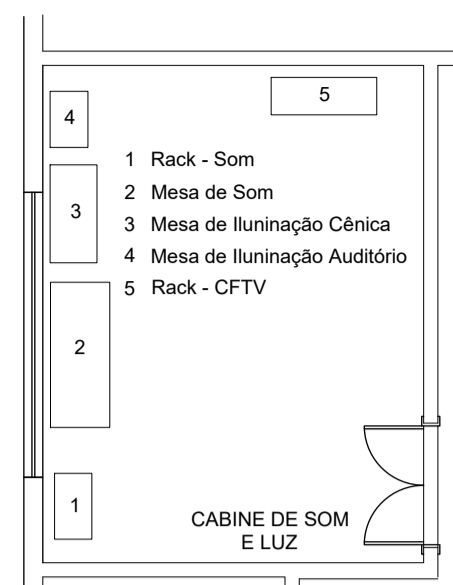 5
4
1 Rack - Som
2 Mesa de Som
3
3 Mesa de Iluninação Cênica
4 Mesa de Iluninação Auditório
5 Rack - CFTV
2
1
CABINE DE SOM
E LUZ